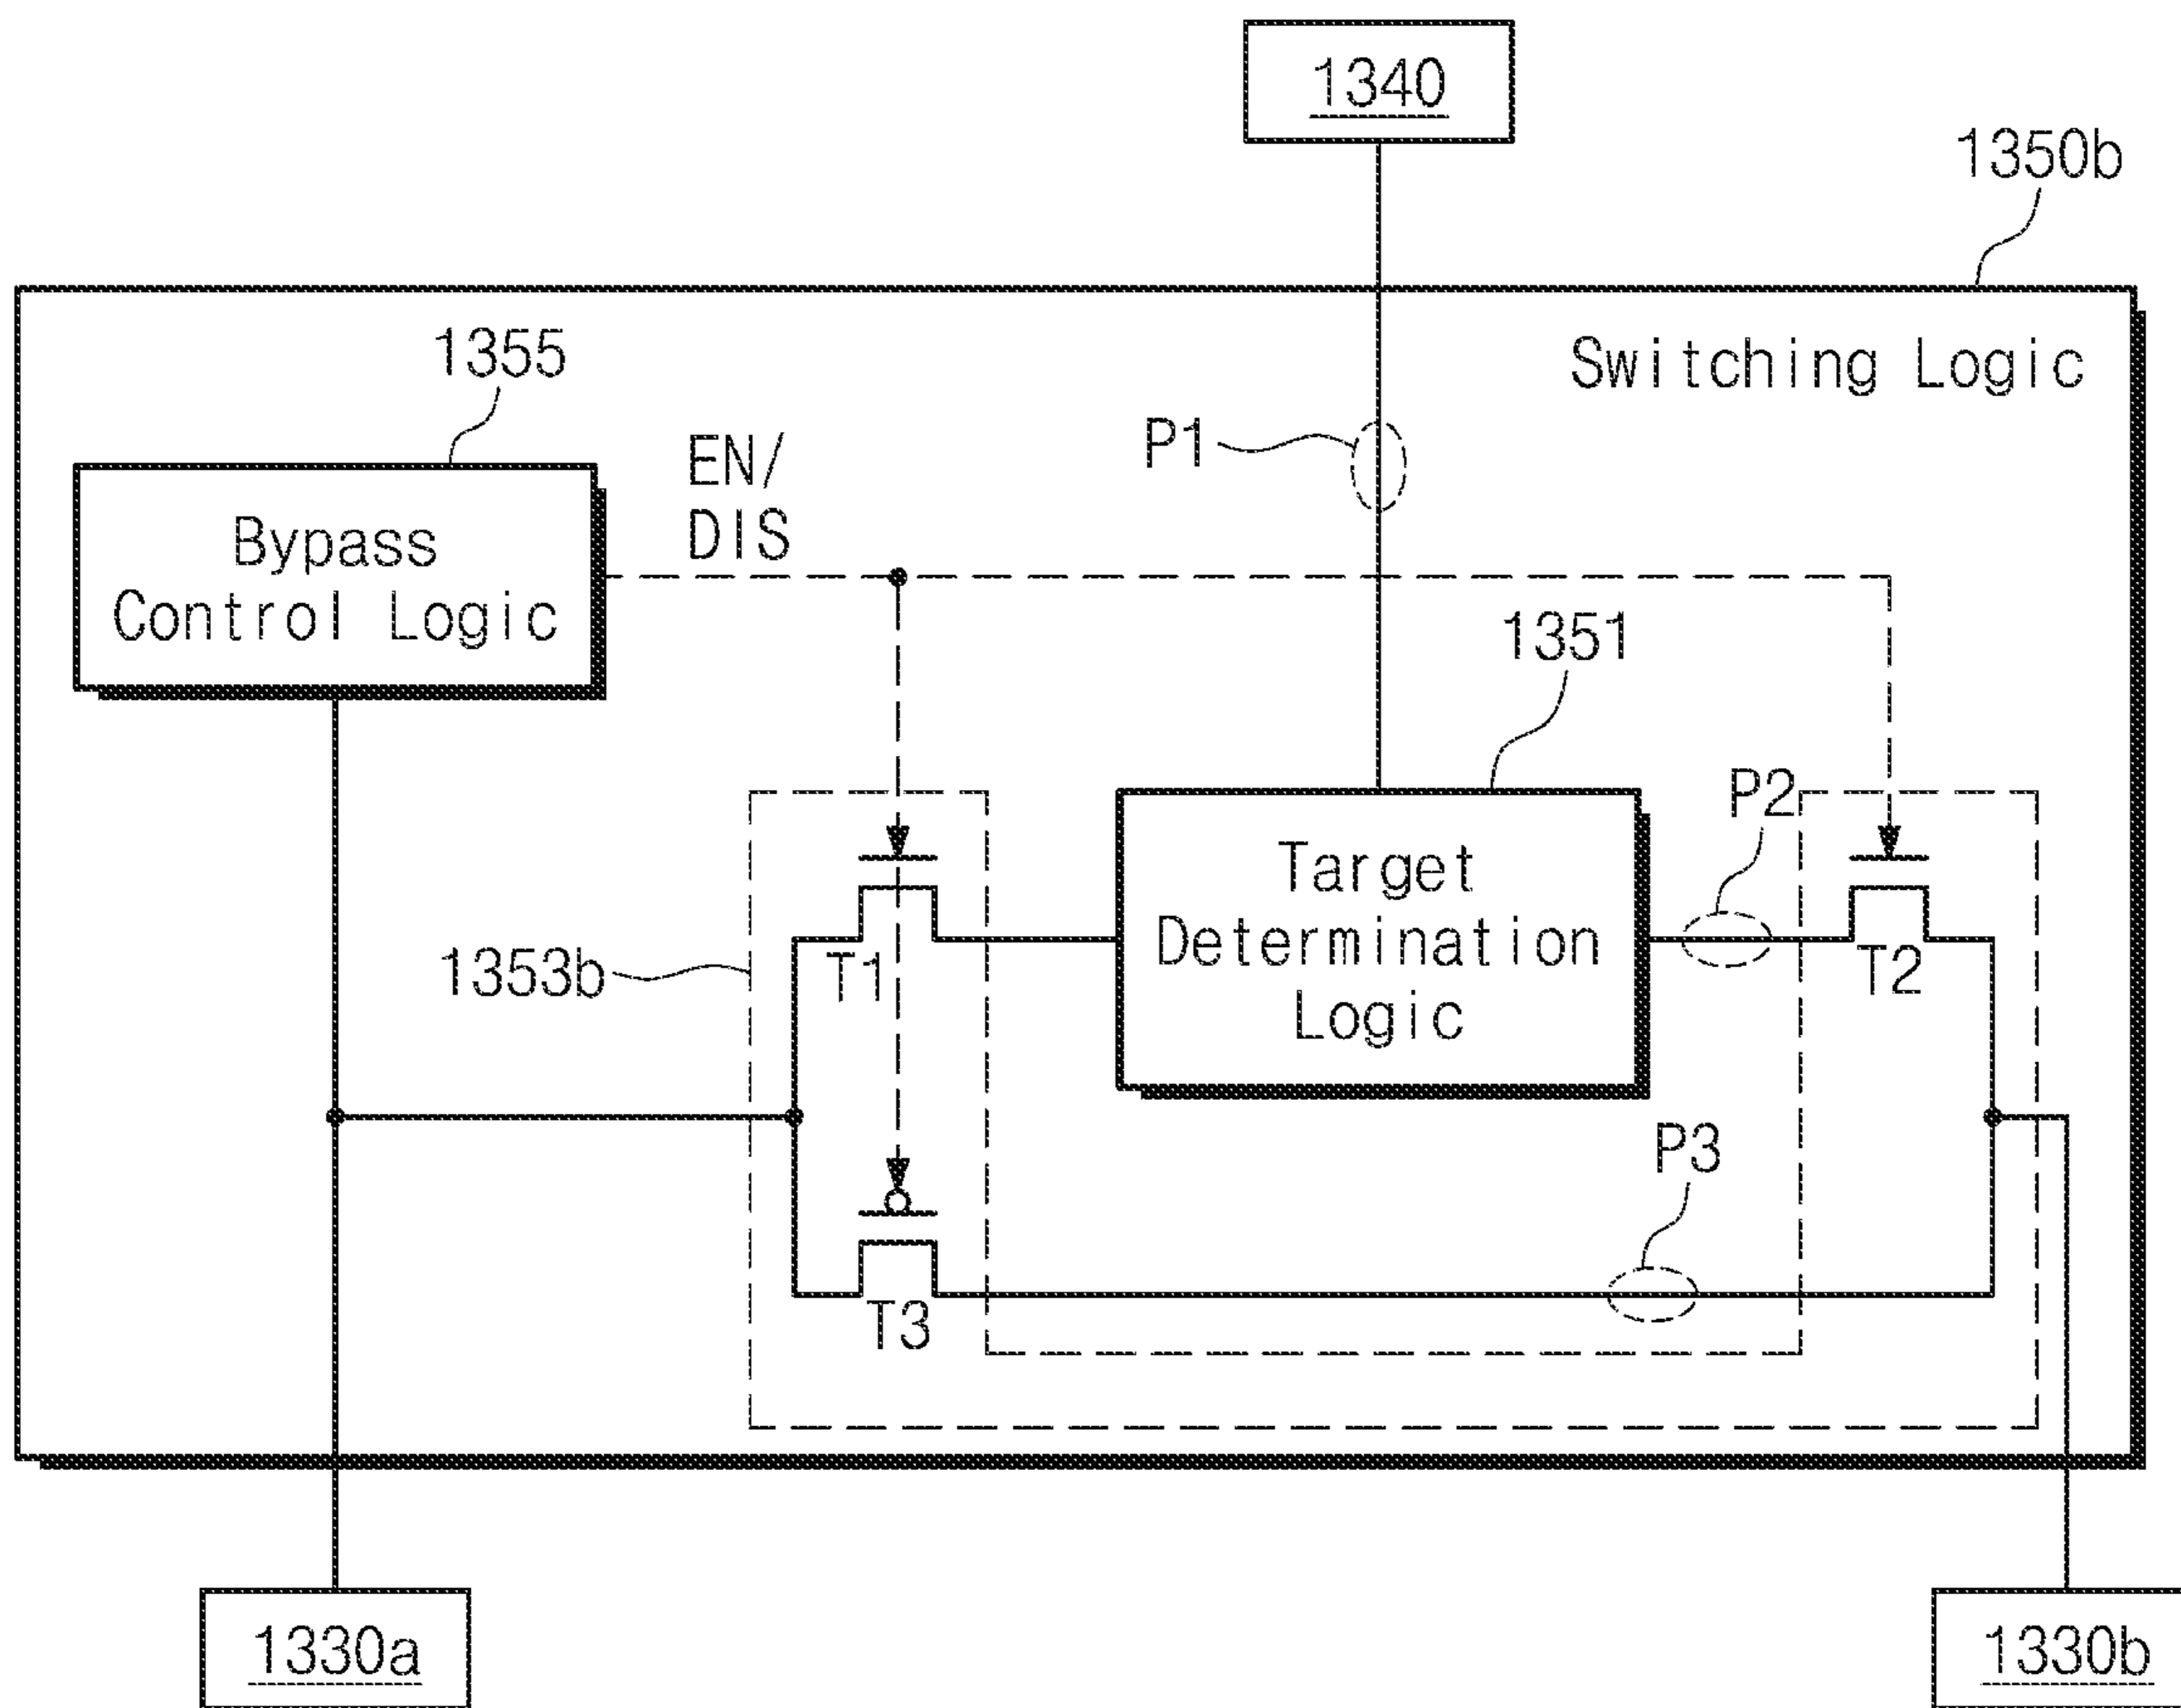 1340
1350b
Switching Logic
1355
EN/
DIS
P1
Bypass
Control Logic
1351
P2
Target
Determination
Logic
1353b
T1
T2
P3
T3
1330a
1330b